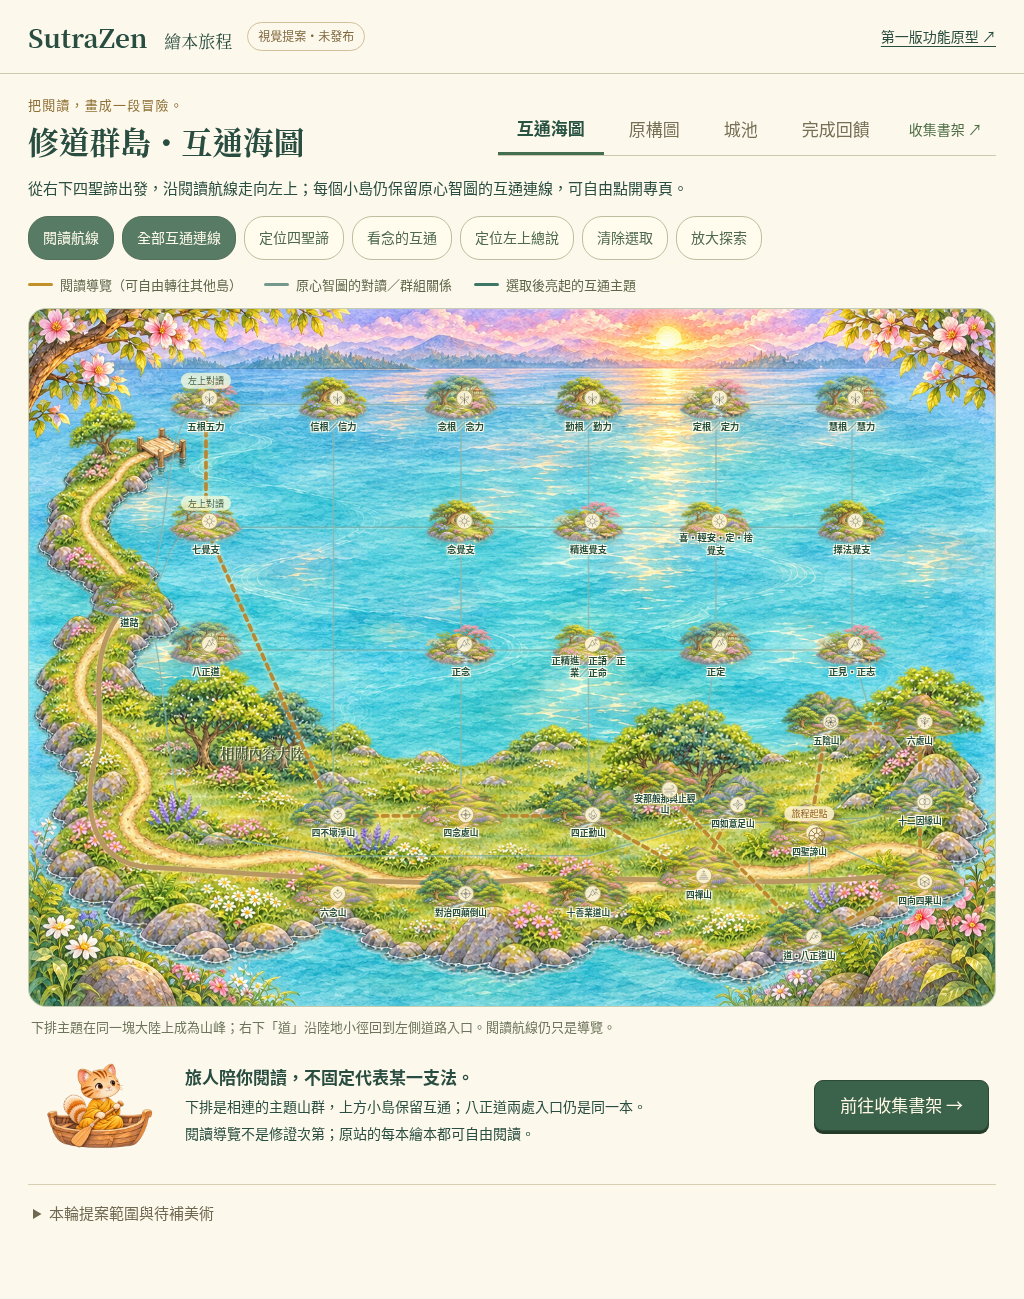 SutraZen 繪本旅程 視覺提案・未發布 第一版功能原型 ↗
把閱讀，畫成一段冒險。
修道群島・互通海圖
互通海圖 原構圖 城池 完成回饋 收集書架 ↗
從右下四聖諦出發，沿閱讀航線走向左上；每個小島仍保留原心智圖的互通連線，可自由點開專頁。
閱讀航線 全部互通連線 定位四聖諦 看念的互通 定位左上總說 清除選取 放大探索
閱讀導覽（可自由轉往其他島） 原心智圖的對讀／群組關係 選取後亮起的互通主題
左上對讀
五根五力 信根／信力 念根／念力 勤根／勤力 定根／定力 慧根／慧力
左上對讀
七覺支 念覺支 精進覺支 喜・輕安・定・捨
覺支 擇法覺支
道路
八正道 正念 正精進／正語／正
業／正命 正定 正見・正志
五陰山 六處山
相關內容大陸
安那般那與止觀
山
四如意足山 旅程起點 十二因緣山
四不壞淨山 四念處山 四正勤山 四聖諦山
四禪山 四向四果山
六念山 對治四顛倒山 十善業道山
道・八正道山
下排主題在同一塊大陸上成為山峰；右下「道」沿陸地小徑回到左側道路入口。閱讀航線仍只是導覽。
旅人陪你閱讀，不固定代表某一支法。
下排是相連的主題山群，上方小島保留互通；八正道兩處入口仍是同一本。
閱讀導覽不是修證次第；原站的每本繪本都可自由閱讀。
前往收集書架 →
▶ 本輪提案範圍與待補美術